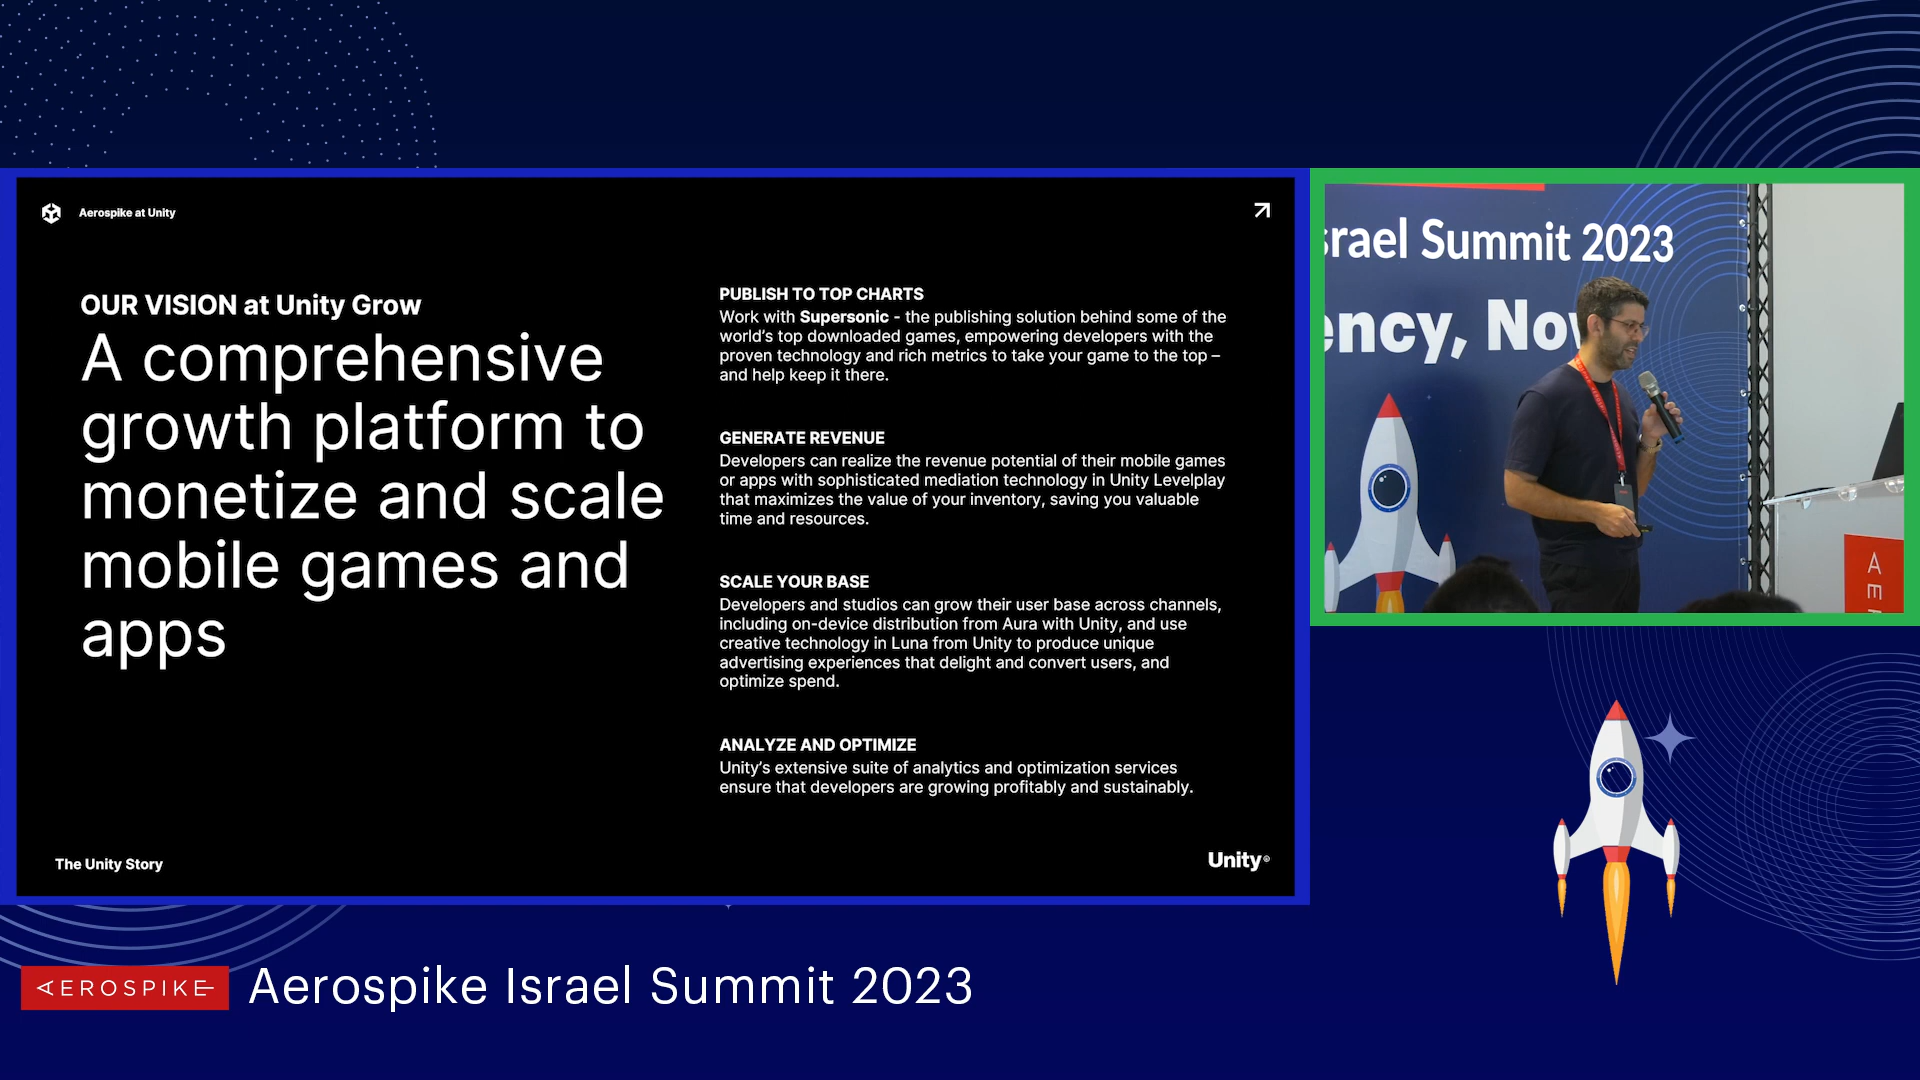 Aerospike at Unity
OUR VISION at Unity Grow
A comprehensive
growth platform to
monetize and scale
mobile games and
apps
PUBLISH TO TOP CHARTS
Work with Supersonic - the publishing solution behind some of the
world’s top downloaded games, empowering developers with the
proven technology and rich metrics to take your game to the top –
and help keep it there.
GENERATE REVENUE
Developers can realize the revenue potential of their mobile games
or apps with sophisticated mediation technology in Unity Levelplay
that maximizes the value of your inventory, saving you valuable
time and resources.
SCALE YOUR BASE
Developers and studios can grow their user base across channels,
including on-device distribution from Aura with Unity, and use
creative technology in Luna from Unity to produce unique
advertising experiences that delight and convert users, and
optimize spend.
ANALYZE AND OPTIMIZE
Unity’s extensive suite of analytics and optimization services
ensure that developers are growing profitably and sustainably.
The Unity Story
Unity®
srael Summit 2023
ency, Nov
AEROSPIKE
Aerospike Israel Summit 2023